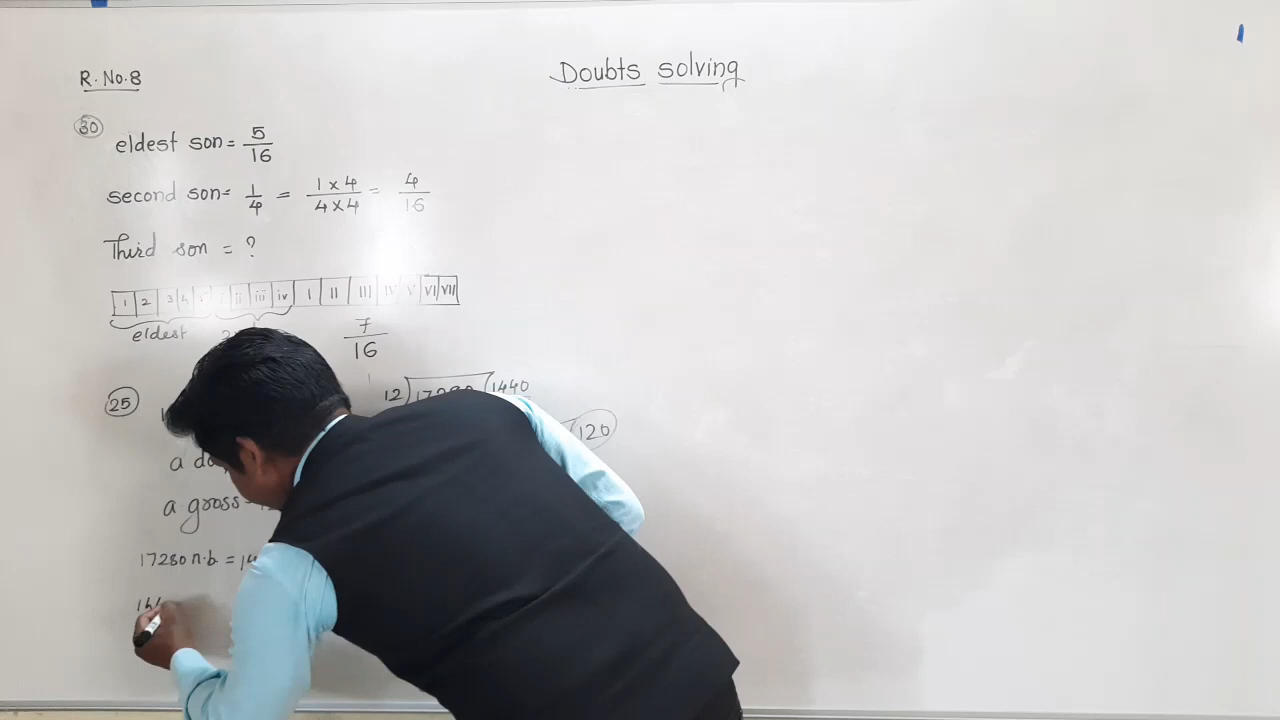 Doubts solving
R. No. 8
30
eldest son = 5/16
second son = 1/4 = 1 x 4 / 4 x 4 = 4/16
Third son = ?
1 2 3 4 5 i ii iii iv I II III IV V VI VII
eldest
7/16
25
12 ) 17280 ( 1440
120
a
a gross =
17280 n.b =